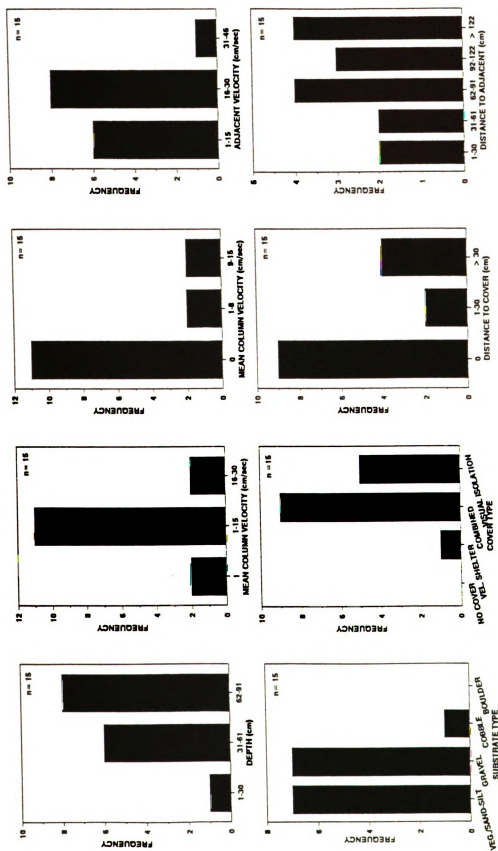 n = 15
FREQUENCY
10
8
6
4
2
0
1-30
31-61
62-91
DEPTH (cm)
n = 15
FREQUENCY
12
10
8
6
4
2
0
1
1-15
16-30
MEAN COLUMN VELOCITY (cm/sec)
n = 15
FREQUENCY
12
10
8
6
4
2
0
0
1-8
9-15
MEAN COLUMN VELOCITY (cm/sec)
n = 15
FREQUENCY
10
8
6
4
2
0
1-15
16-30
31-46
ADJACENT VELOCITY (cm/sec)
n = 15
FREQUENCY
8
6
4
2
0
VEG./SAND-SILT
GRAVEL
COBBLE
BOULDER
SUBSTRATE TYPE
n = 15
FREQUENCY
10
8
6
4
2
0
NO COVER
VEL. SHELTER
COMBINED
VISUAL ISOLATION
COVER TYPE
n = 15
FREQUENCY
10
8
6
4
2
0
0
1-30
> 30
DISTANCE TO COVER (cm)
n = 15
FREQUENCY
5
4
3
2
1
0
1-30
31-61
62-91
92-122
> 122
DISTANCE TO ADJACENT (cm)